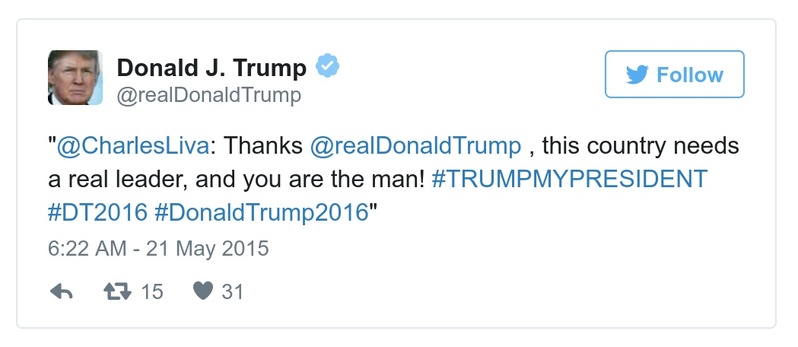 Donald J. Trump
@realDonaldTrump
Follow
"@CharlesLiva: Thanks @realDonaldTrump , this country needs
a real leader, and you are the man! #TRUMPMYPRESIDENT
#DT2016 #DonaldTrump2016"
6:22 AM - 21 May 2015
15
31